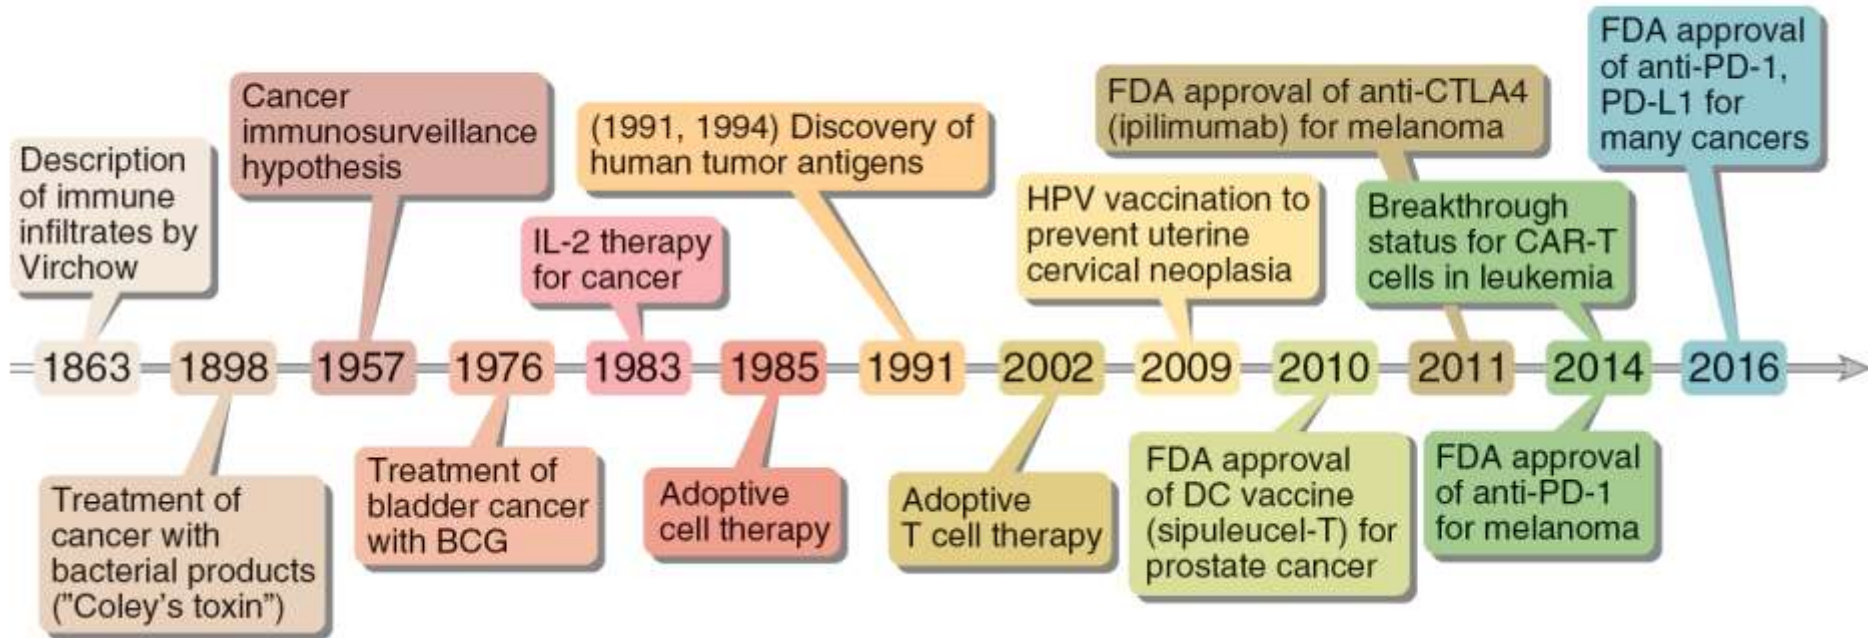 Description
of immune
infiltrates by
Virchow
Cancer
immunosurveillance
hypothesis
IL-2 therapy
for cancer
(1991, 1994) Discovery of
human tumor antigens
HPV vaccination to
prevent uterine
cervical neoplasia
FDA approval of anti-CTLA4
(ipilimumab) for melanoma
Breakthrough
status for CAR-T
cells in leukemia
FDA approval
of anti-PD-1,
PD-L1 for
many cancers
1863 1898 1957 1976 1983 1985 1991 2002 2009 2010 2011 2014 2016
Treatment of
cancer with
bacterial products
("Coley's toxin")
Treatment of
bladder cancer
with BCG
Adoptive
cell therapy
Adoptive
T cell therapy
FDA approval
of DC vaccine
(sipuleucel-T) for
prostate cancer
FDA approval
of anti-PD-1
for melanoma